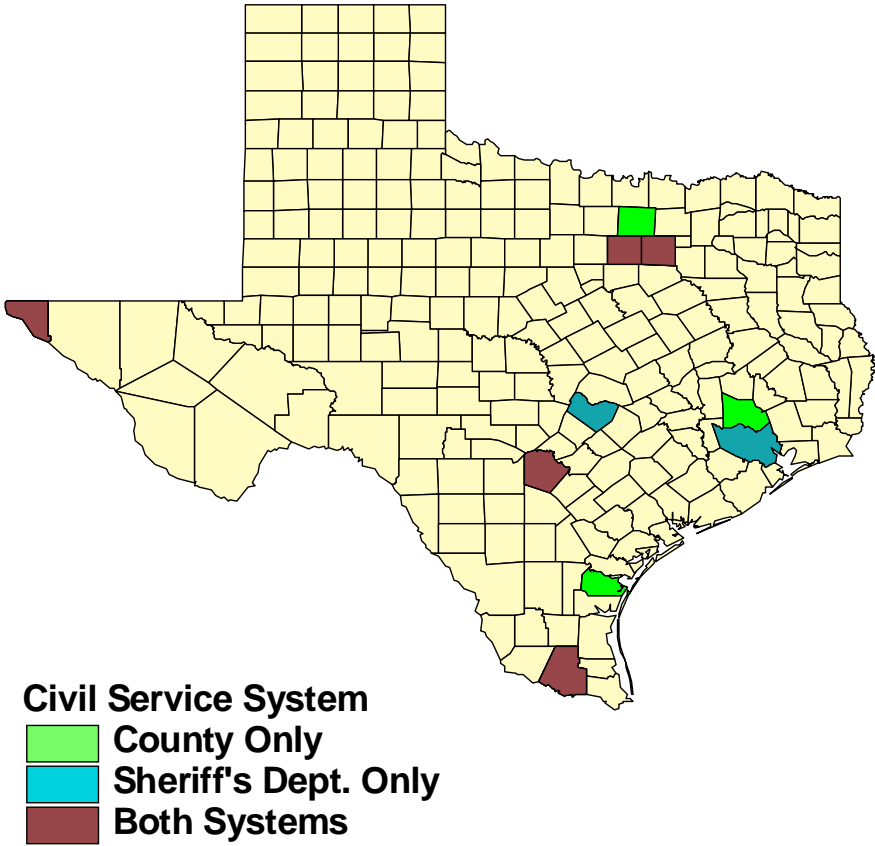 Civil Service System
County Only
Sheriff's Dept. Only
Both Systems